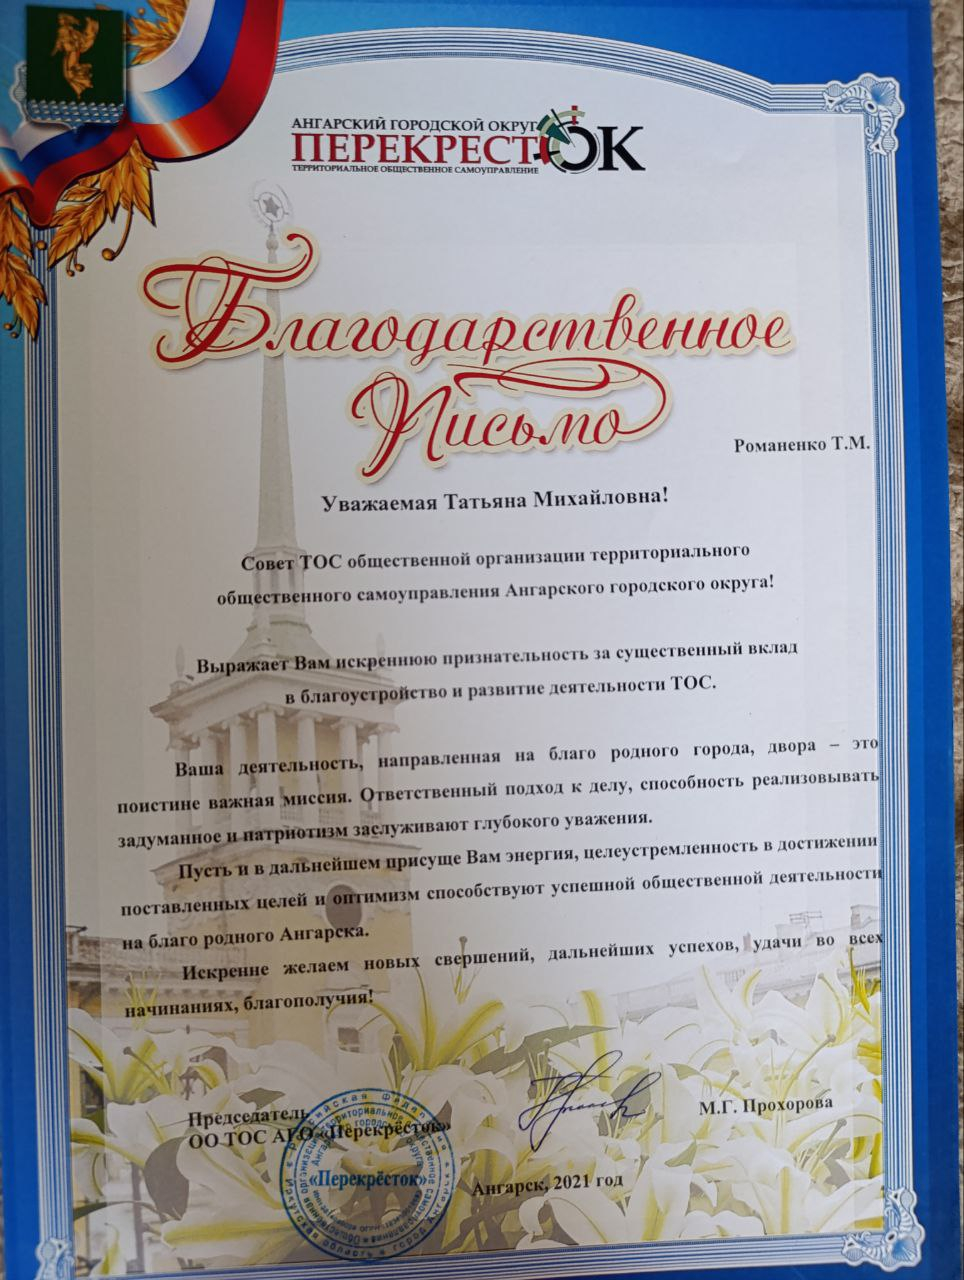 АНГАРСКИЙ ГОРОДСКОЙ ОКРУГ
ПЕРЕКРЕСТОК
ТЕРРИТОРИАЛЬНОЕ ОБЩЕСТВЕННОЕ САМОУПРАВЛЕНИЕ
Благодарственное
Письмо
Романенко Т.М.
Уважаемая Татьяна Михайловна!
Совет ТОС общественной организации территориального
общественного самоуправления Ангарского городского округа!
Выражает Вам искреннюю признательность за существенный вклад
в благоустройство и развитие деятельности ТОС.
Ваша деятельность, направленная на благо родного города, двора – это
поистине важная миссия. Ответственный подход к делу, способность реализовывать
задуманное и патриотизм заслуживают глубокого уважения.
Пусть и в дальнейшем присуще Вам энергия, целеустремленность в достижении
поставленных целей и оптимизм способствуют успешной общественной деятельности
на благо родного Ангарска.
Искренне желаем новых свершений, дальнейших успехов, удачи во всех
начинаниях, благополучия!
Председатель
ОО ТОС АГО «Перекрёсток»
М.Г. Прохорова
«Перекрёсток»
Ангарск, 2021 год